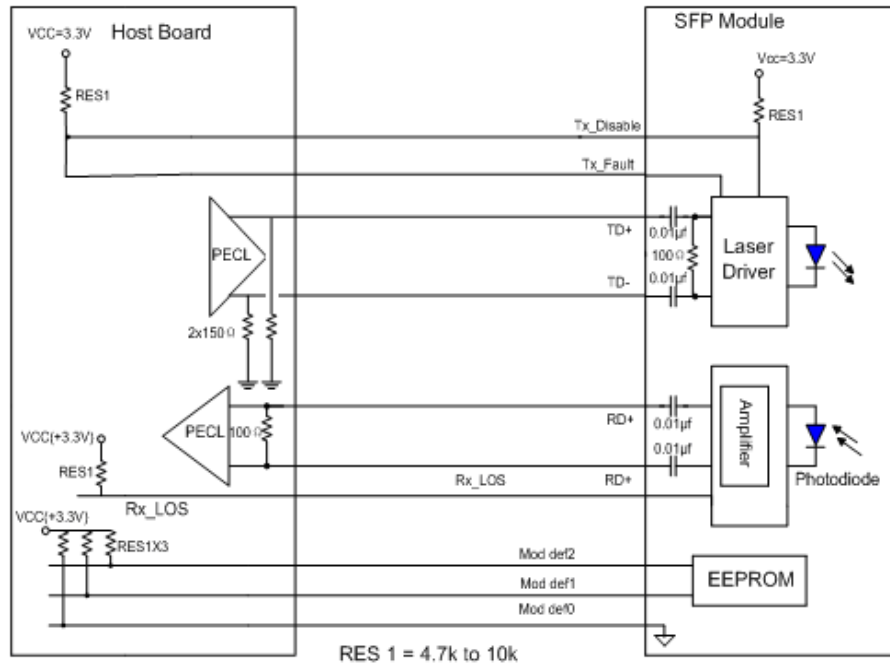 Host Board
SFP Module
VCC=3.3V
Vcc=3.3V
RES1
RES1
Tx_Disable
Tx_Fault
PECL
TD+
0.01µf
100Ω
0.01µf
TD-
Laser
Driver
2x150Ω
PECL
100Ω
RD+
0.01µf
0.01µf
Amplifier
VCC(+3.3V)
RES1
Rx_LOS
Rx_LOS
RD+
Photodiode
VCC(+3.3V)
RES1X3
Mod def2
Mod def1
Mod def0
EEPROM
RES 1 = 4.7k to 10k